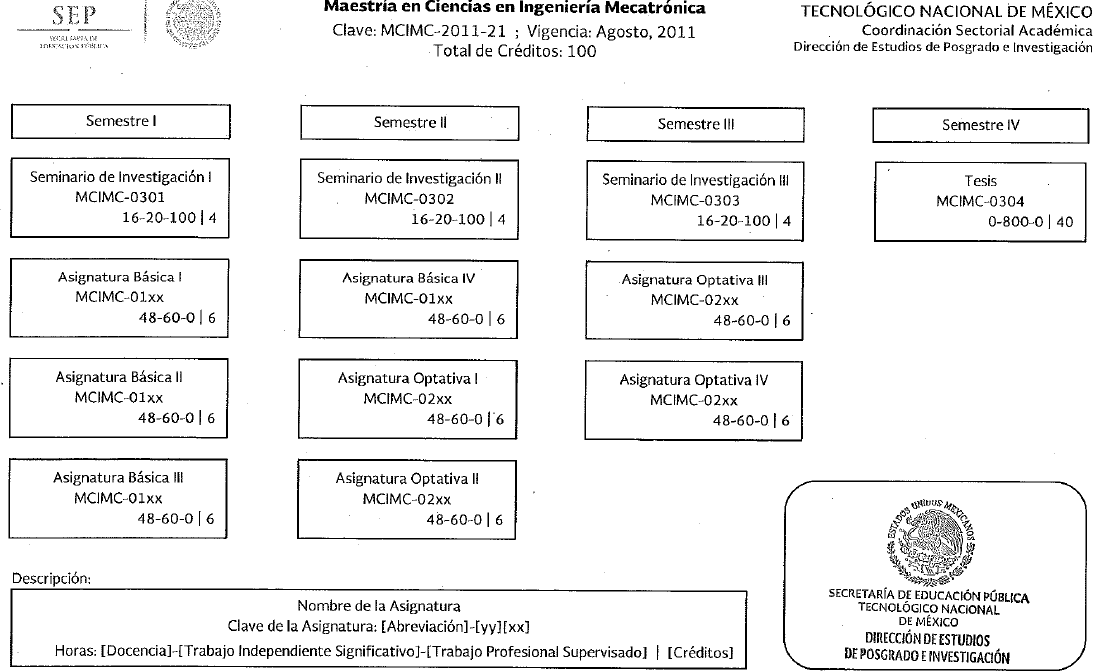 SEP
SECRETARÍA DE
EDUCACIÓN PÚBLICA
Maestría en Ciencias en Ingeniería Mecatrónica
Clave: MCIMC-2011-21 ; Vigencia: Agosto, 2011
Total de Créditos: 100
TECNOLÓGICO NACIONAL DE MÉXICO
Coordinación Sectorial Académica
Dirección de Estudios de Posgrado e Investigación
Semestre I
Semestre II
Semestre III
Semestre IV
Seminario de Investigación I
MCIMC-0301
16-20-100 | 4
Seminario de Investigación II
MCIMC-0302
16-20-100 | 4
Seminario de Investigación III
MCIMC-0303
16-20-100 | 4
Tesis
MCIMC-0304
0-800-0 | 40
Asignatura Básica I
MCIMC-01xx
48-60-0 | 6
Asignatura Básica IV
MCIMC-01xx
48-60-0 | 6
Asignatura Optativa III
MCIMC-02xx
48-60-0 | 6
Asignatura Básica II
MCIMC-01xx
48-60-0 | 6
Asignatura Optativa I
MCIMC-02xx
48-60-0 | 6
Asignatura Optativa IV
MCIMC-02xx
48-60-0 | 6
Asignatura Básica III
MCIMC-01xx
48-60-0 | 6
Asignatura Optativa II
MCIMC-02xx
48-60-0 | 6
Descripción:
Nombre de la Asignatura
Clave de la Asignatura: [Abreviación]-[yy][xx]
Horas: [Docencia]-[Trabajo Independiente Significativo]-[Trabajo Profesional Supervisado] | [Créditos]
ESTADOS UNIDOS MEXICANOS
SECRETARÍA DE EDUCACIÓN PÚBLICA
TECNOLÓGICO NACIONAL
DE MÉXICO
DIRECCIÓN DE ESTUDIOS
DE POSGRADO E INVESTIGACIÓN